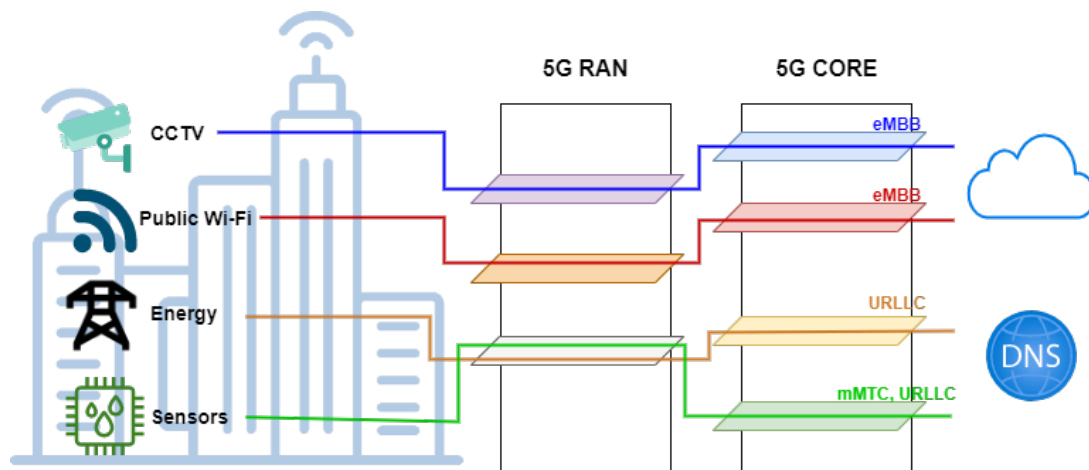 5G RAN
5G CORE
CCTV
eMBB
Public Wi-Fi
eMBB
Energy
URLLC
DNS
Sensors
mMTC, URLLC